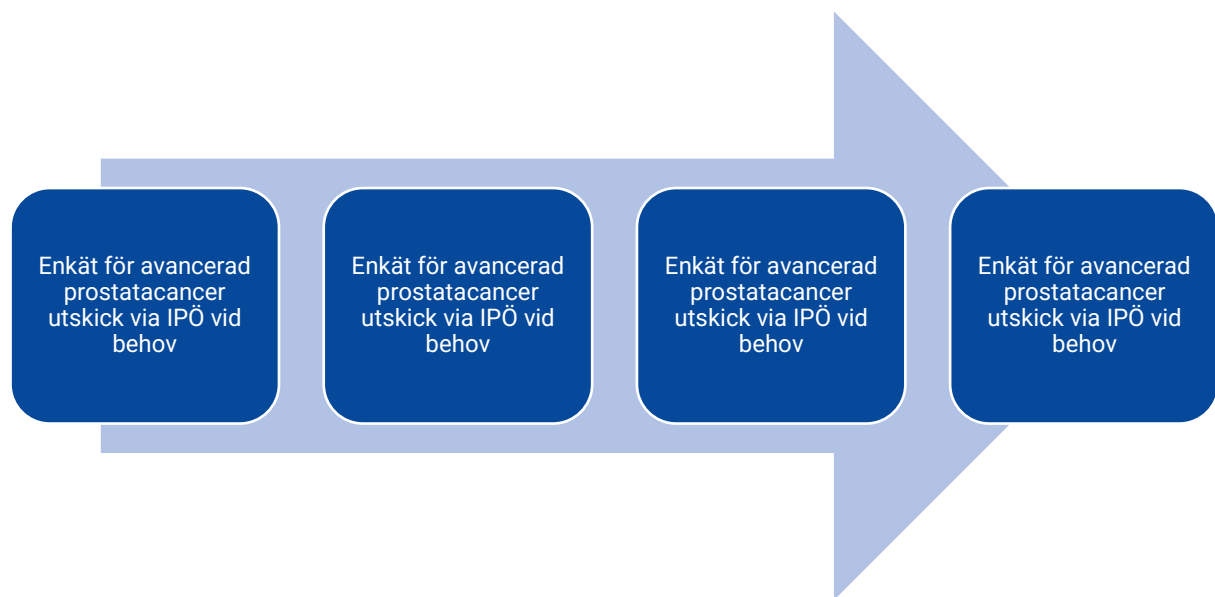 Enkät för avancerad
prostatacancer
utskick via IPÖ vid
behov
Enkät för avancerad
prostatacancer
utskick via IPÖ vid
behov
Enkät för avancerad
prostatacancer
utskick via IPÖ vid
behov
Enkät för avancerad
prostatacancer
utskick via IPÖ vid
behov